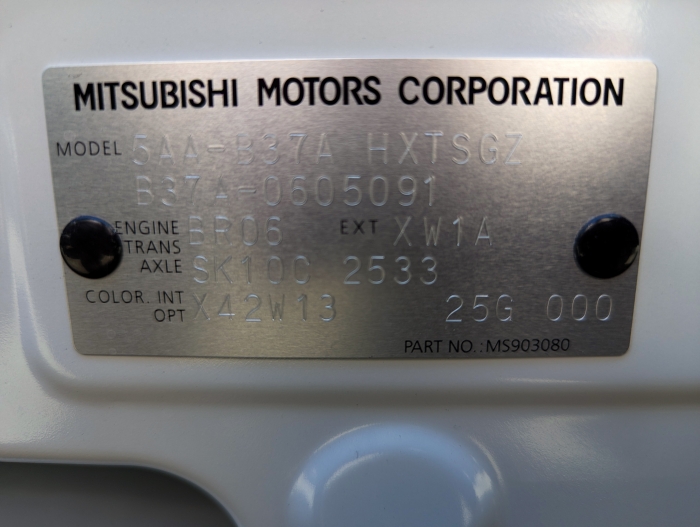 MITSUBISHI MOTORS CORPORATION
MODEL 5AA-B37A HXTSGZ
B37A-0605091
ENGINE BR06 EXT XW1A
TRANS
AXLE SK10C 2533
COLOR. INT X42W13 25G 000
OPT
PART NO.:MS903080